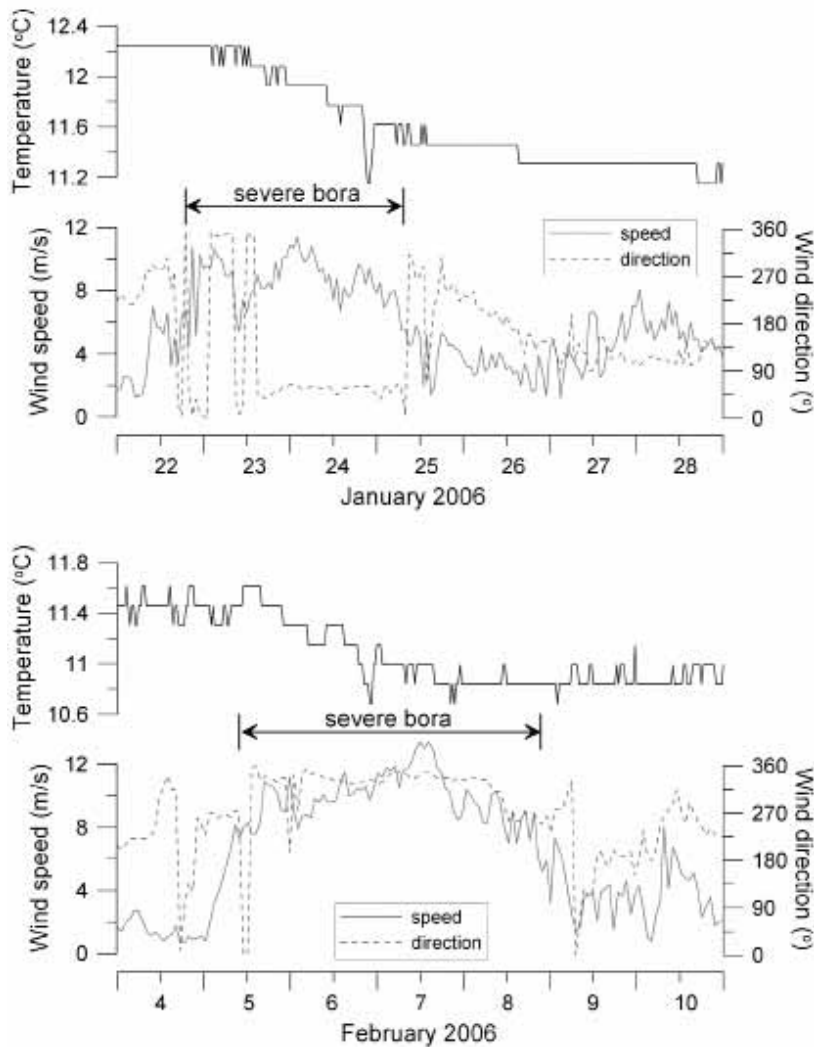 12.4
12
11.6
11.2
Temperature (ºC)
severe bora
12
8
4
0
Wind speed (m/s)
speed
direction
360
270
180
90
0
Wind direction (º)
22 23 24 25 26 27 28
January 2006
11.8
11.4
11
10.6
Temperature (ºC)
severe bora
12
8
4
0
Wind speed (m/s)
speed
direction
360
270
180
90
0
Wind direction (º)
4 5 6 7 8 9 10
February 2006